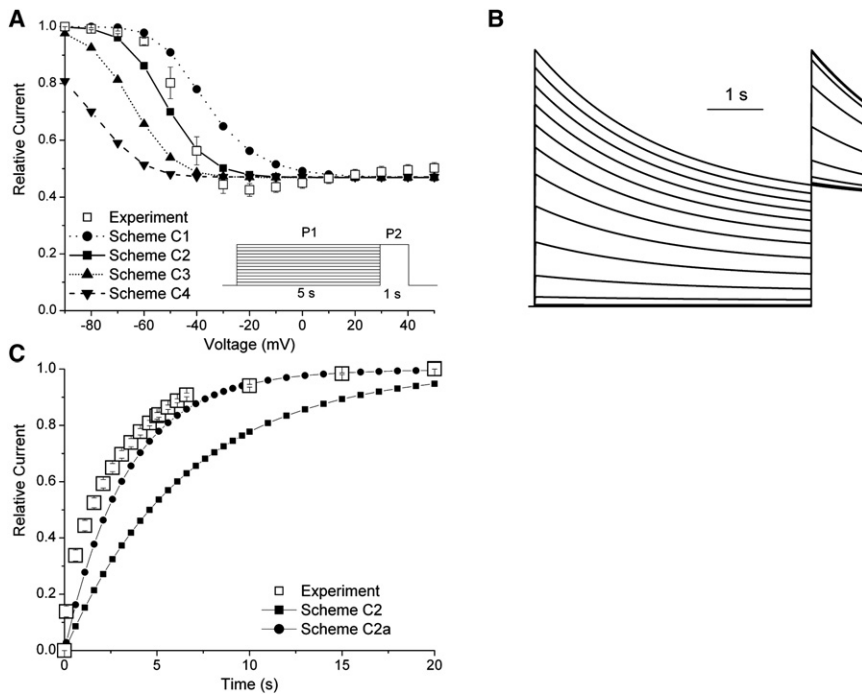 A
1.0
0.8
0.6
0.4
0.2
0.0
Relative Current
Experiment
Scheme C1
Scheme C2
Scheme C3
Scheme C4
P1
P2
5 s
1 s
-80
-60
-40
-20
0
20
40
Voltage (mV)
B
1 s
C
1.0
0.8
0.6
0.4
0.2
0.0
Relative Current
Experiment
Scheme C2
Scheme C2a
0
5
10
15
20
Time (s)